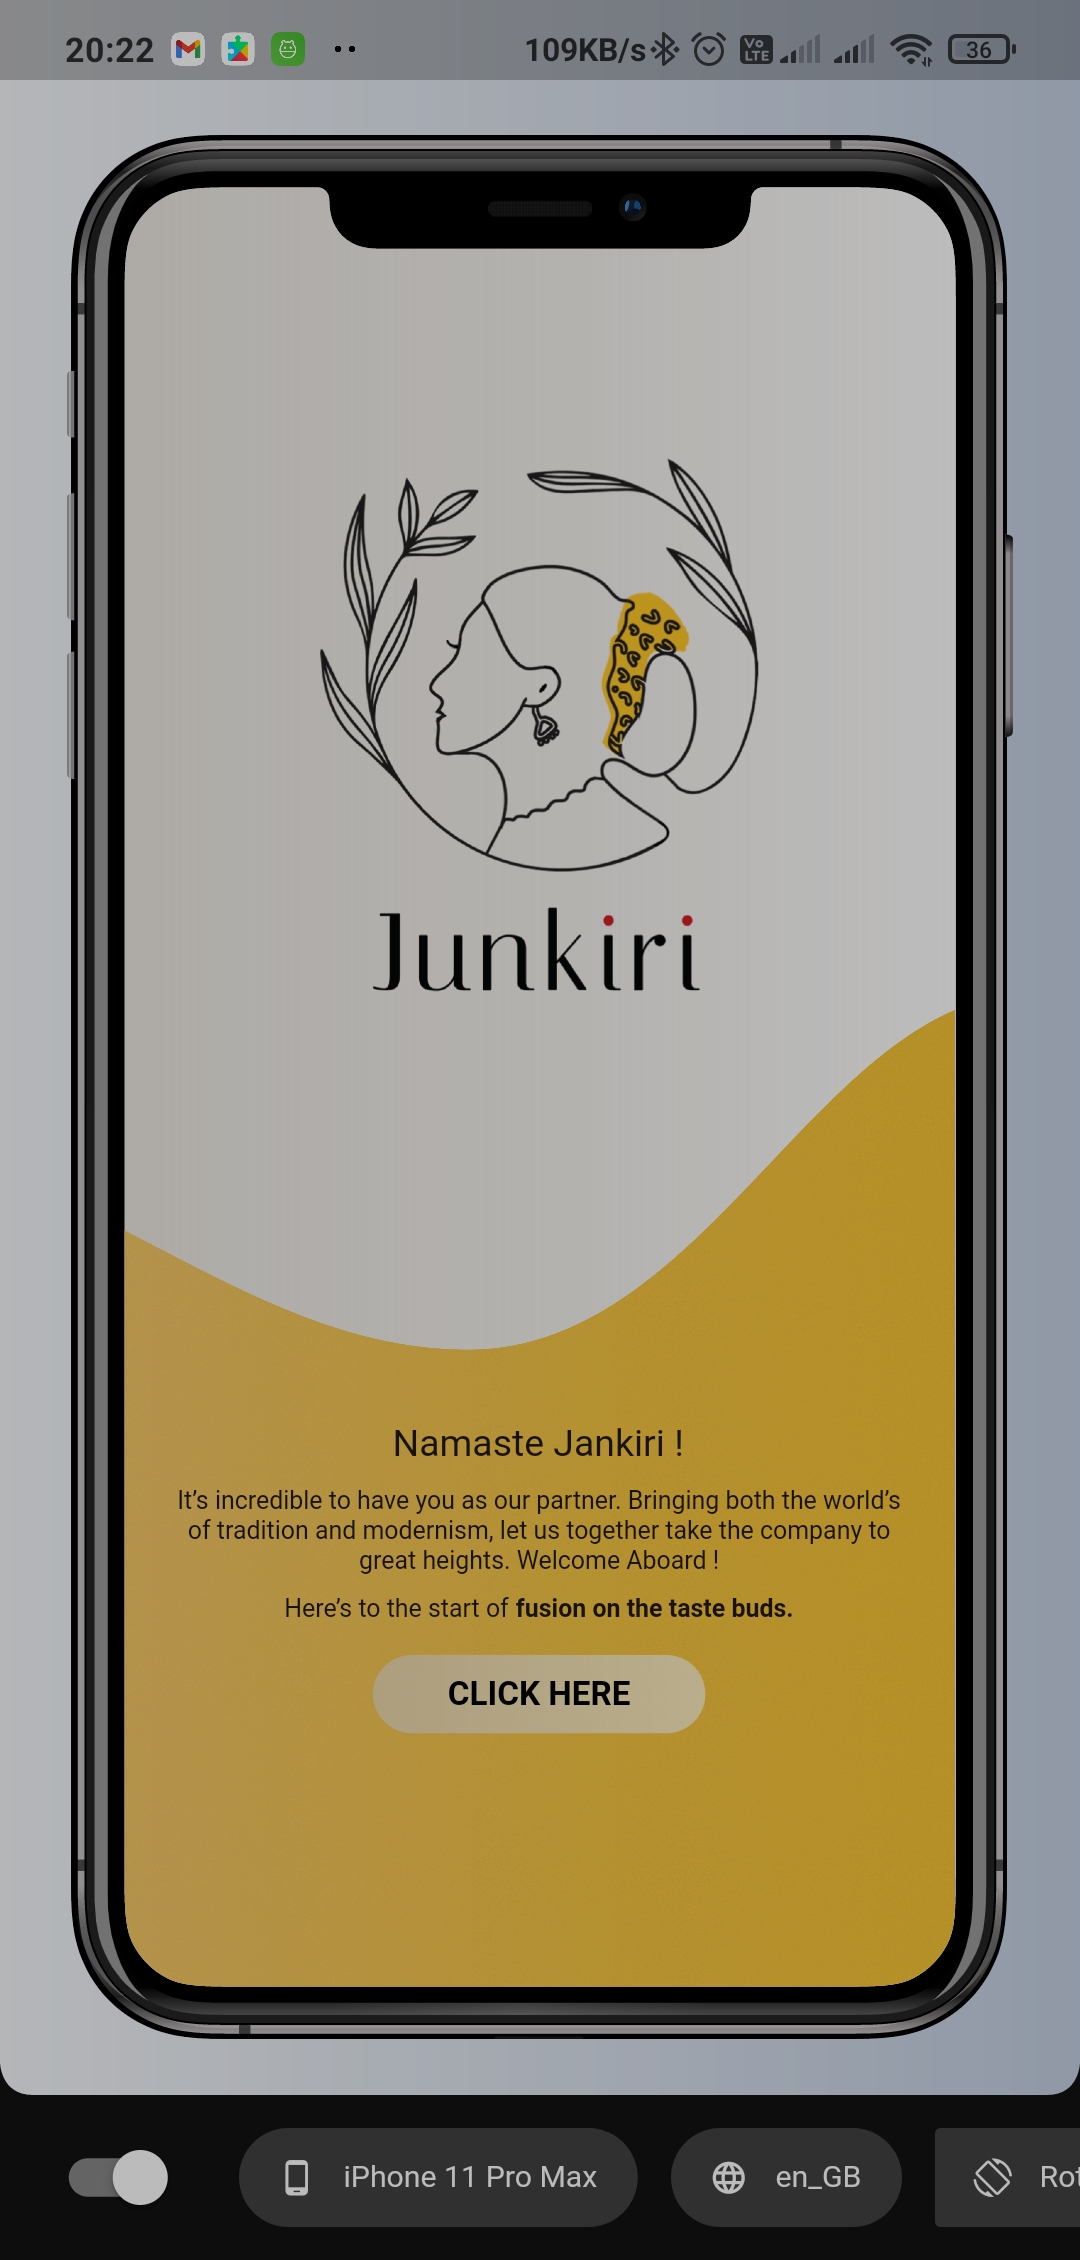 20:22
109KB/s
Vo LTE
36
Junkiri
Namaste Jankiri !
It’s incredible to have you as our partner. Bringing both the world’s
of tradition and modernism, let us together take the company to
great heights. Welcome Aboard !
Here’s to the start of fusion on the taste buds.
CLICK HERE
iPhone 11 Pro Max
en_GB
Rot